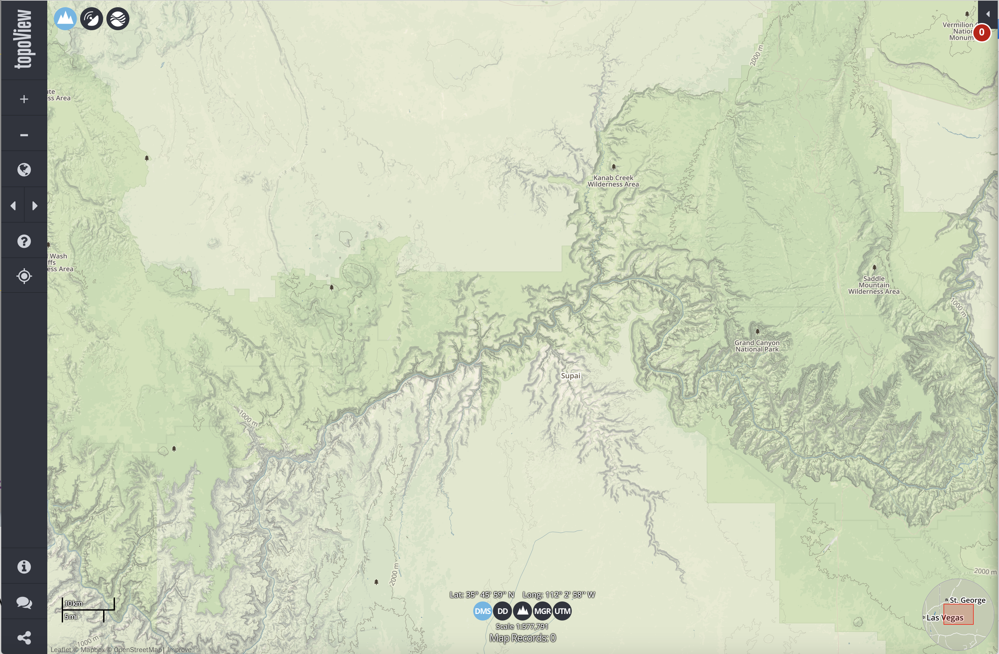 topoView
2000 m
Vermilion
Nation
Monum
0
ute
ss Area
Kanab Creek
Wilderness Area
l Wash
ffs
ess Area
Saddle
Mountain
Wilderness Area
1000 m
Grand Canyon
National Park
Supai
1000 m
2000 m
2000 m
Lat: 35° 45' 59" N Long: 112° 2' 58" W
DMS DD MGR UTM
Scale 1:577,791
Map Records: 0
10 km
5 mi
1000 m
St. George
Las Vegas
Leaflet © Mapbox © OpenStreetMap | Improve